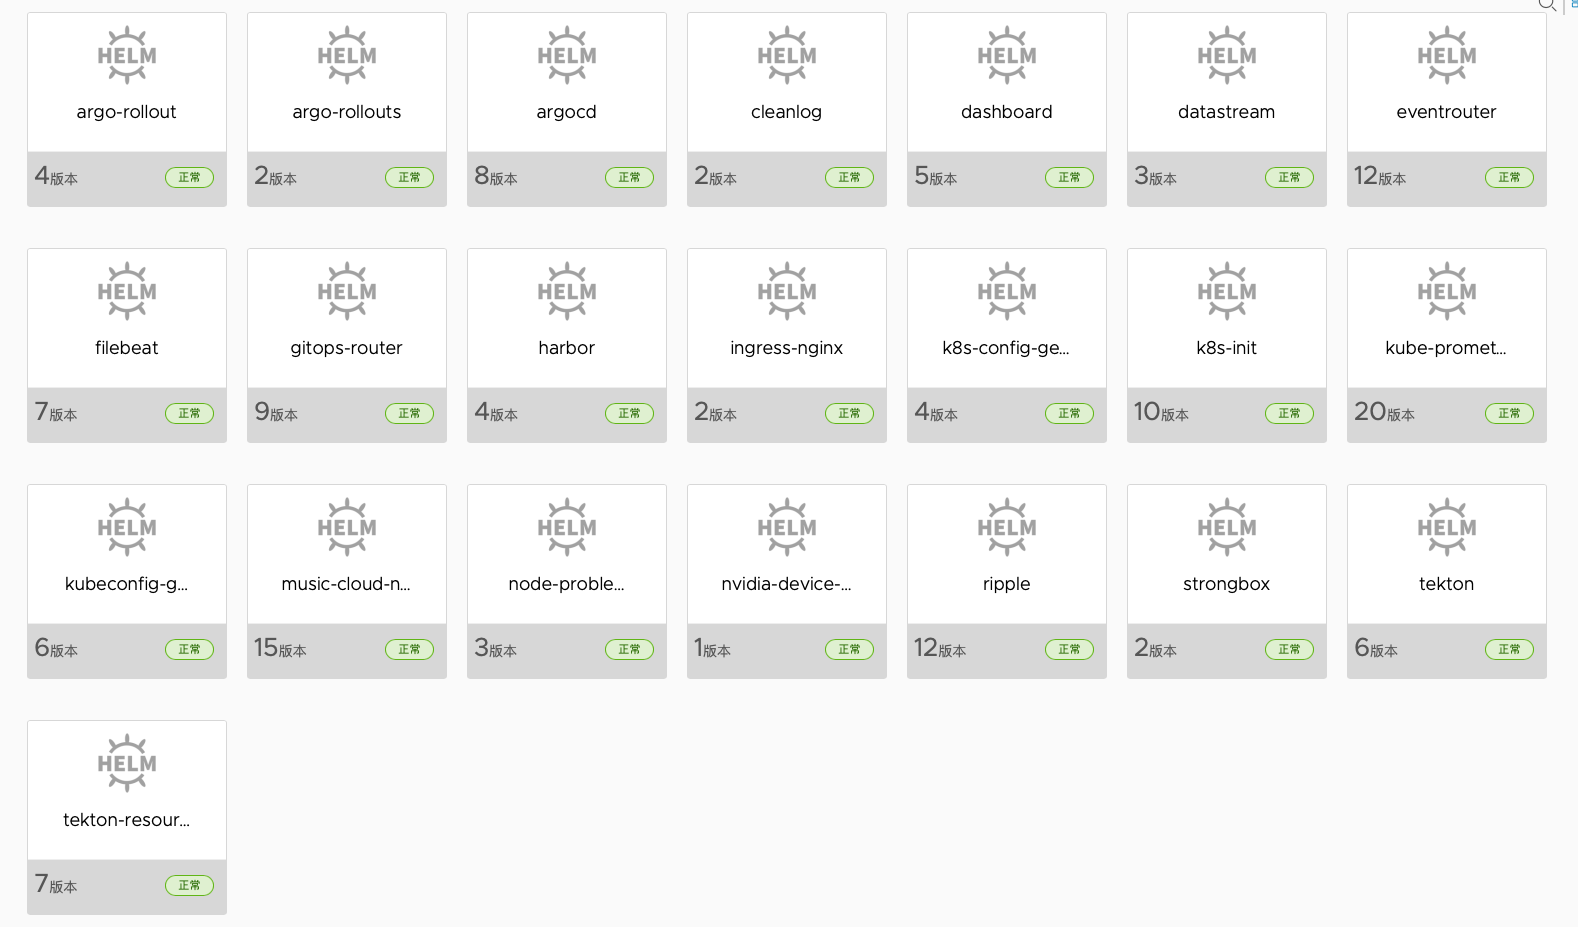 HELM HELM HELM HELM HELM HELM HELM
argo-rollout argo-rollouts argocd cleanlog dashboard datastream eventrouter
4版本 正常 2版本 正常 8版本 正常 2版本 正常 5版本 正常 3版本 正常 12版本 正常
HELM HELM HELM HELM HELM HELM HELM
filebeat gitops-router harbor ingress-nginx k8s-config-ge... k8s-init kube-promet...
7版本 正常 9版本 正常 4版本 正常 2版本 正常 4版本 正常 10版本 正常 20版本 正常
HELM HELM HELM HELM HELM HELM HELM
kubeconfig-g... music-cloud-n... node-proble... nvidia-device-... ripple strongbox tekton
6版本 正常 15版本 正常 3版本 正常 1版本 正常 12版本 正常 2版本 正常 6版本 正常
HELM
tekton-resour...
7版本 正常